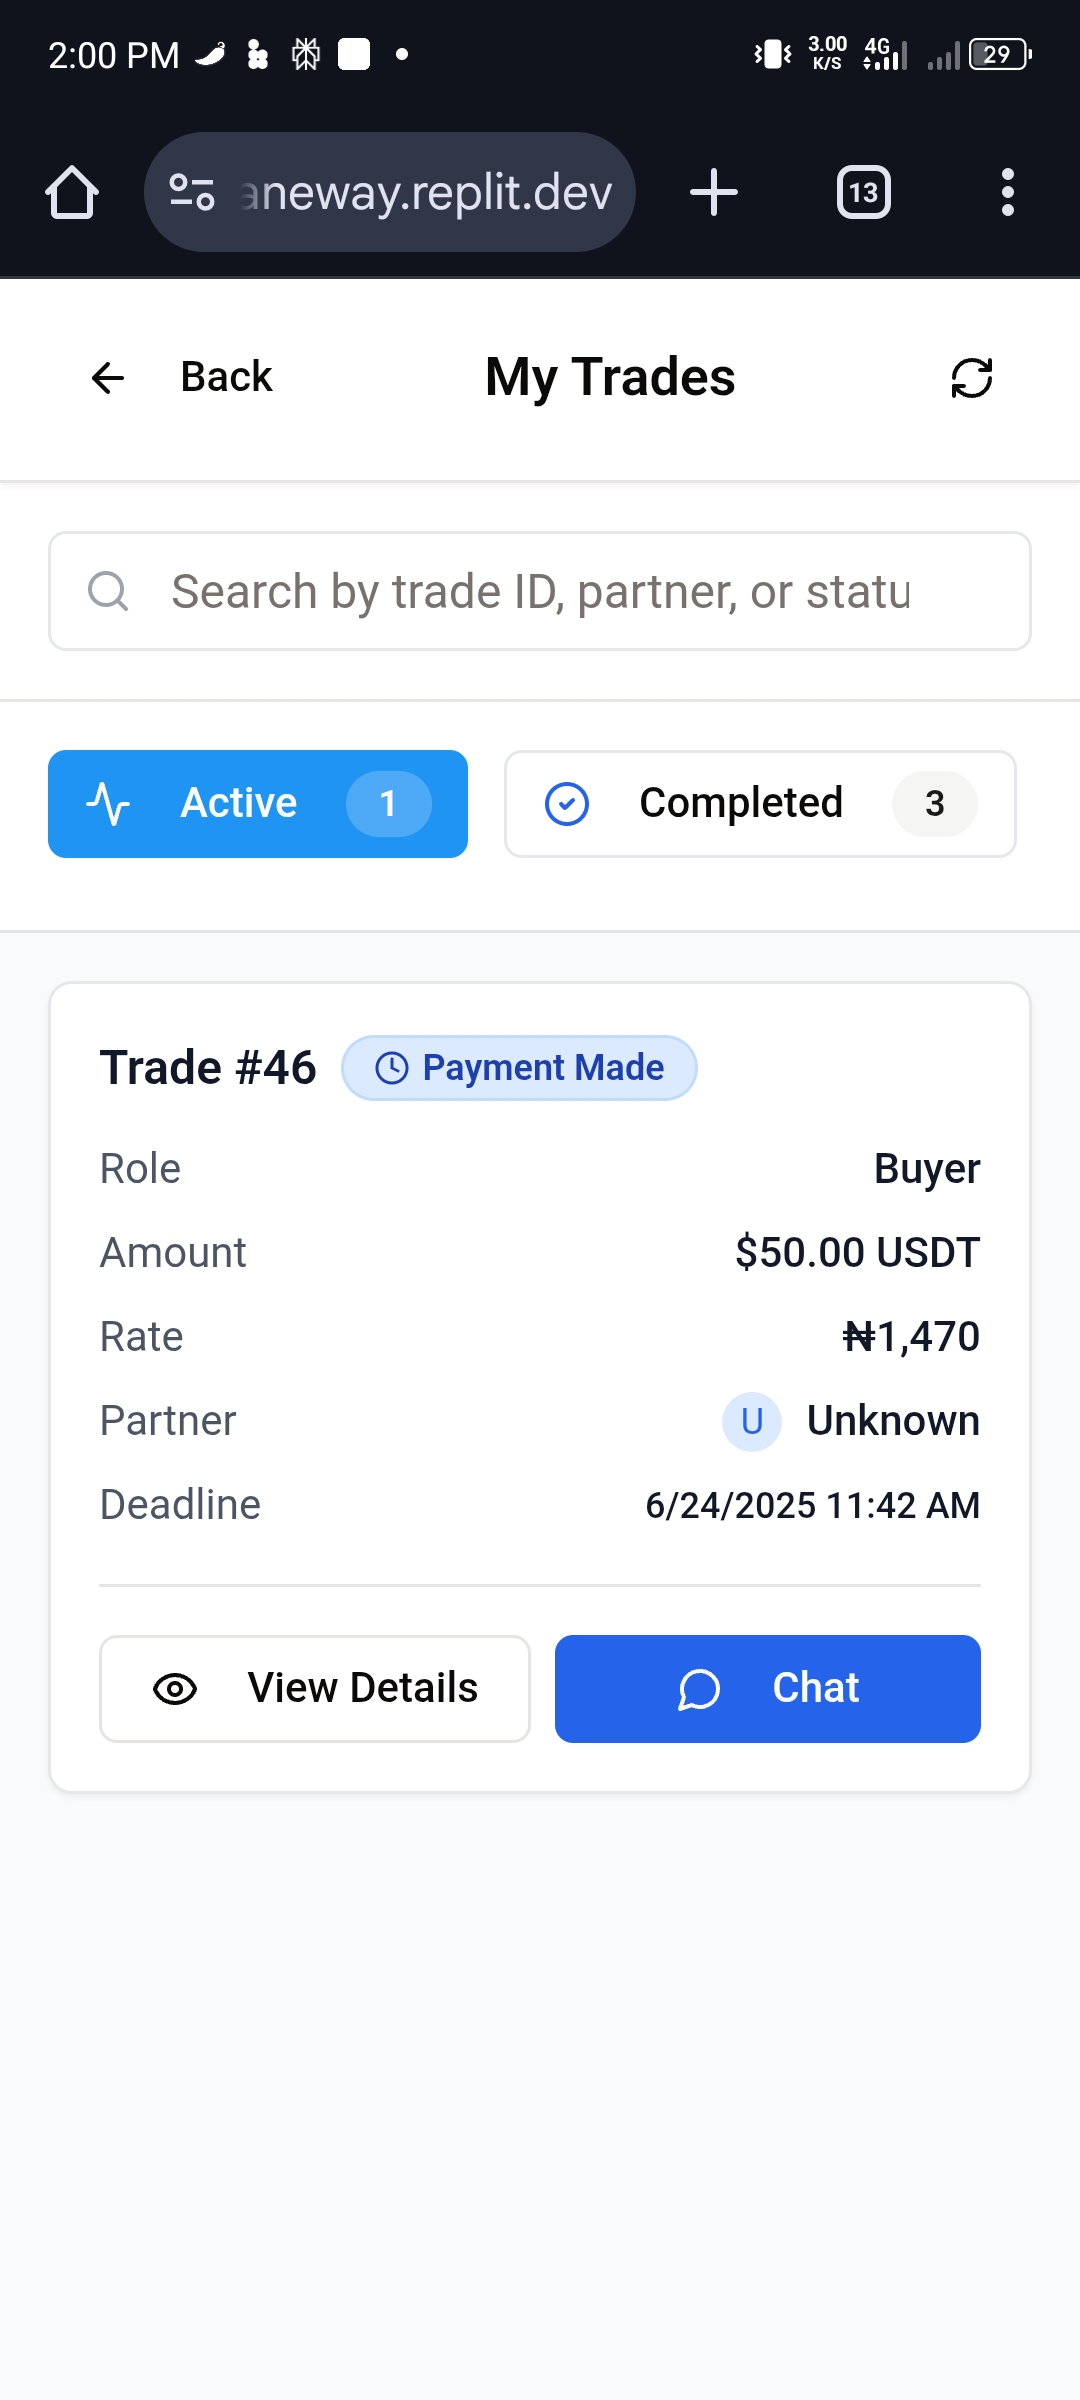 2:00 PM
3.00 K/S
4G
29
aneway.replit.dev
13
Back
My Trades
Search by trade ID, partner, or statu
Active 1
Completed 3
Trade #46
Payment Made
Role Buyer
Amount $50.00 USDT
Rate ₦1,470
Partner U Unknown
Deadline 6/24/2025 11:42 AM
View Details
Chat